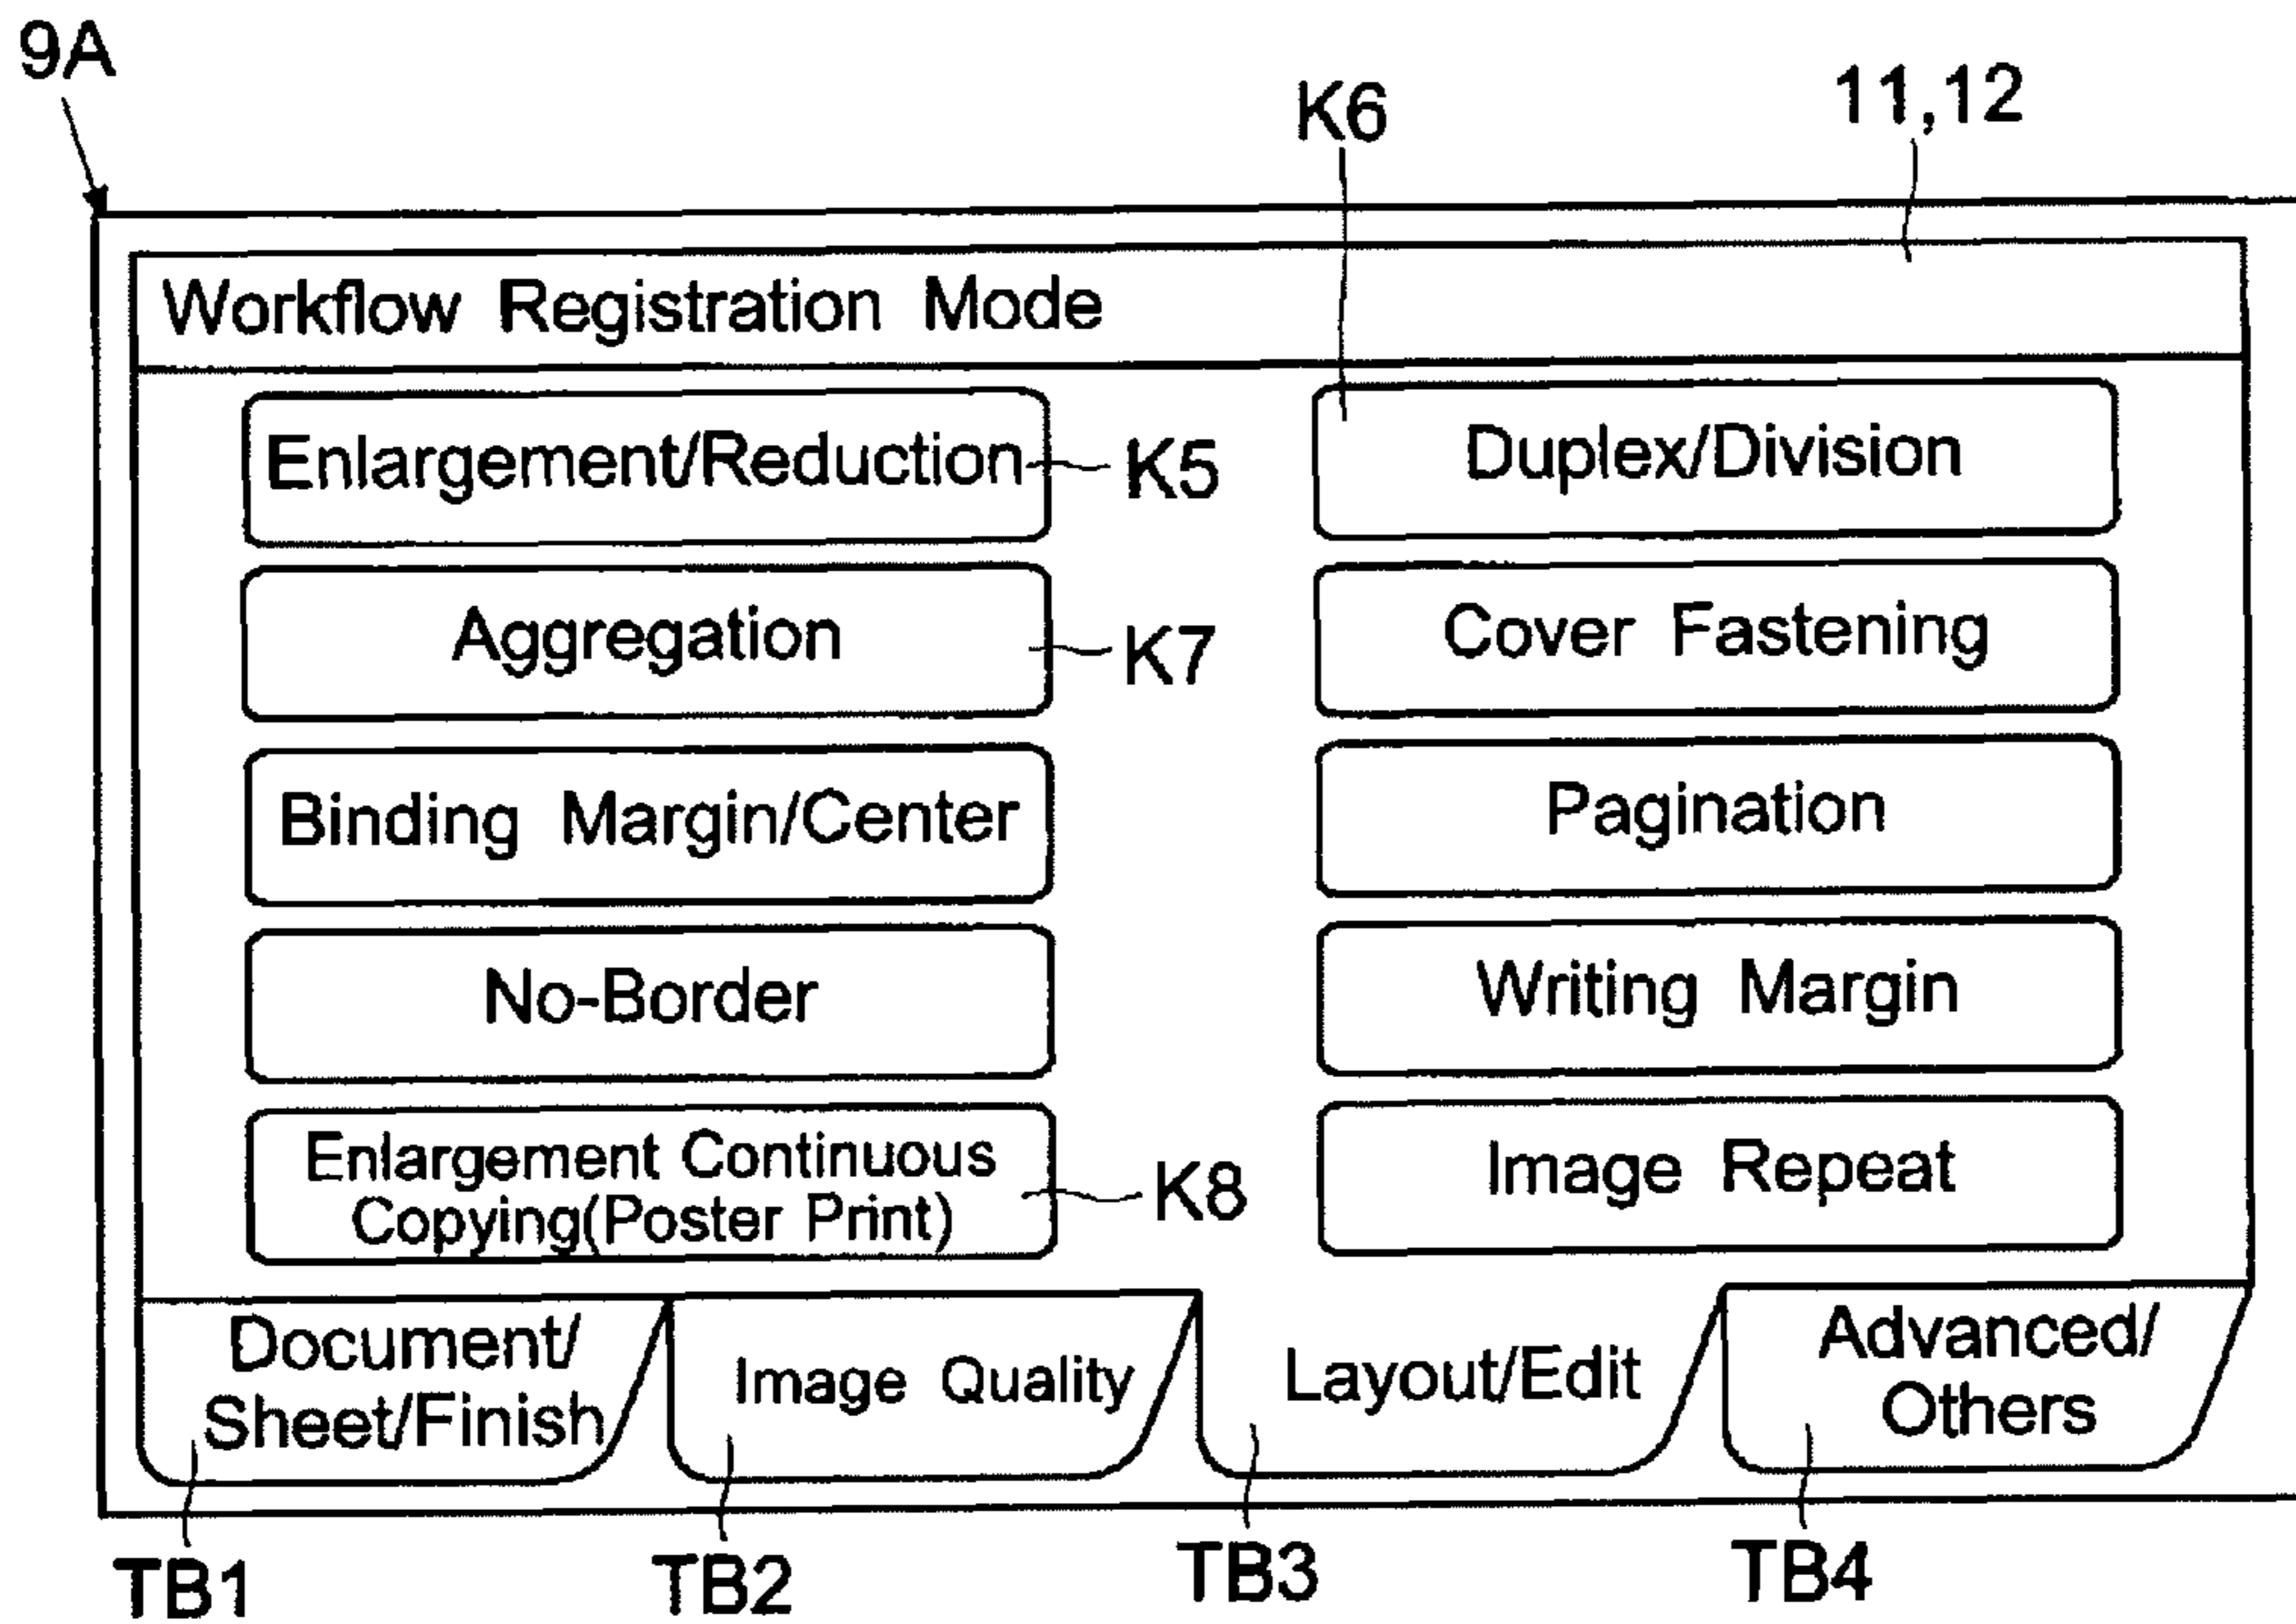 9A
K6
11,12
Workflow Registration Mode
Enlargement/Reduction
K5
Duplex/Division
Aggregation
K7
Cover Fastening
Binding Margin/Center
Pagination
No-Border
Writing Margin
Enlargement Continuous
Copying(Poster Print)
K8
Image Repeat
Document/
Sheet/Finish
Image Quality
Layout/Edit
Advanced/
Others
TB1
TB2
TB3
TB4